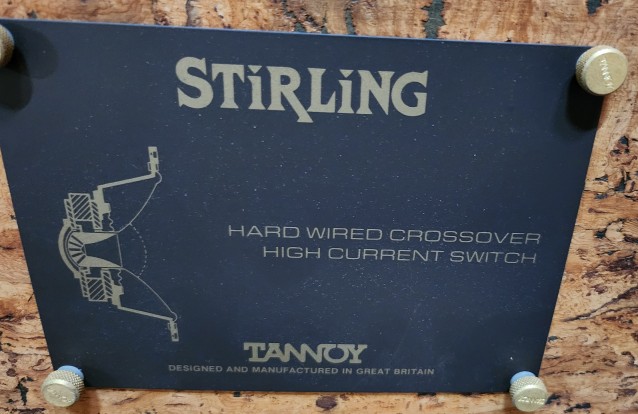 STiRLiNG
HARD WIRED CROSSOVER
HIGH CURRENT SWITCH
TANNOY
DESIGNED AND MANUFACTURED IN GREAT BRITAIN